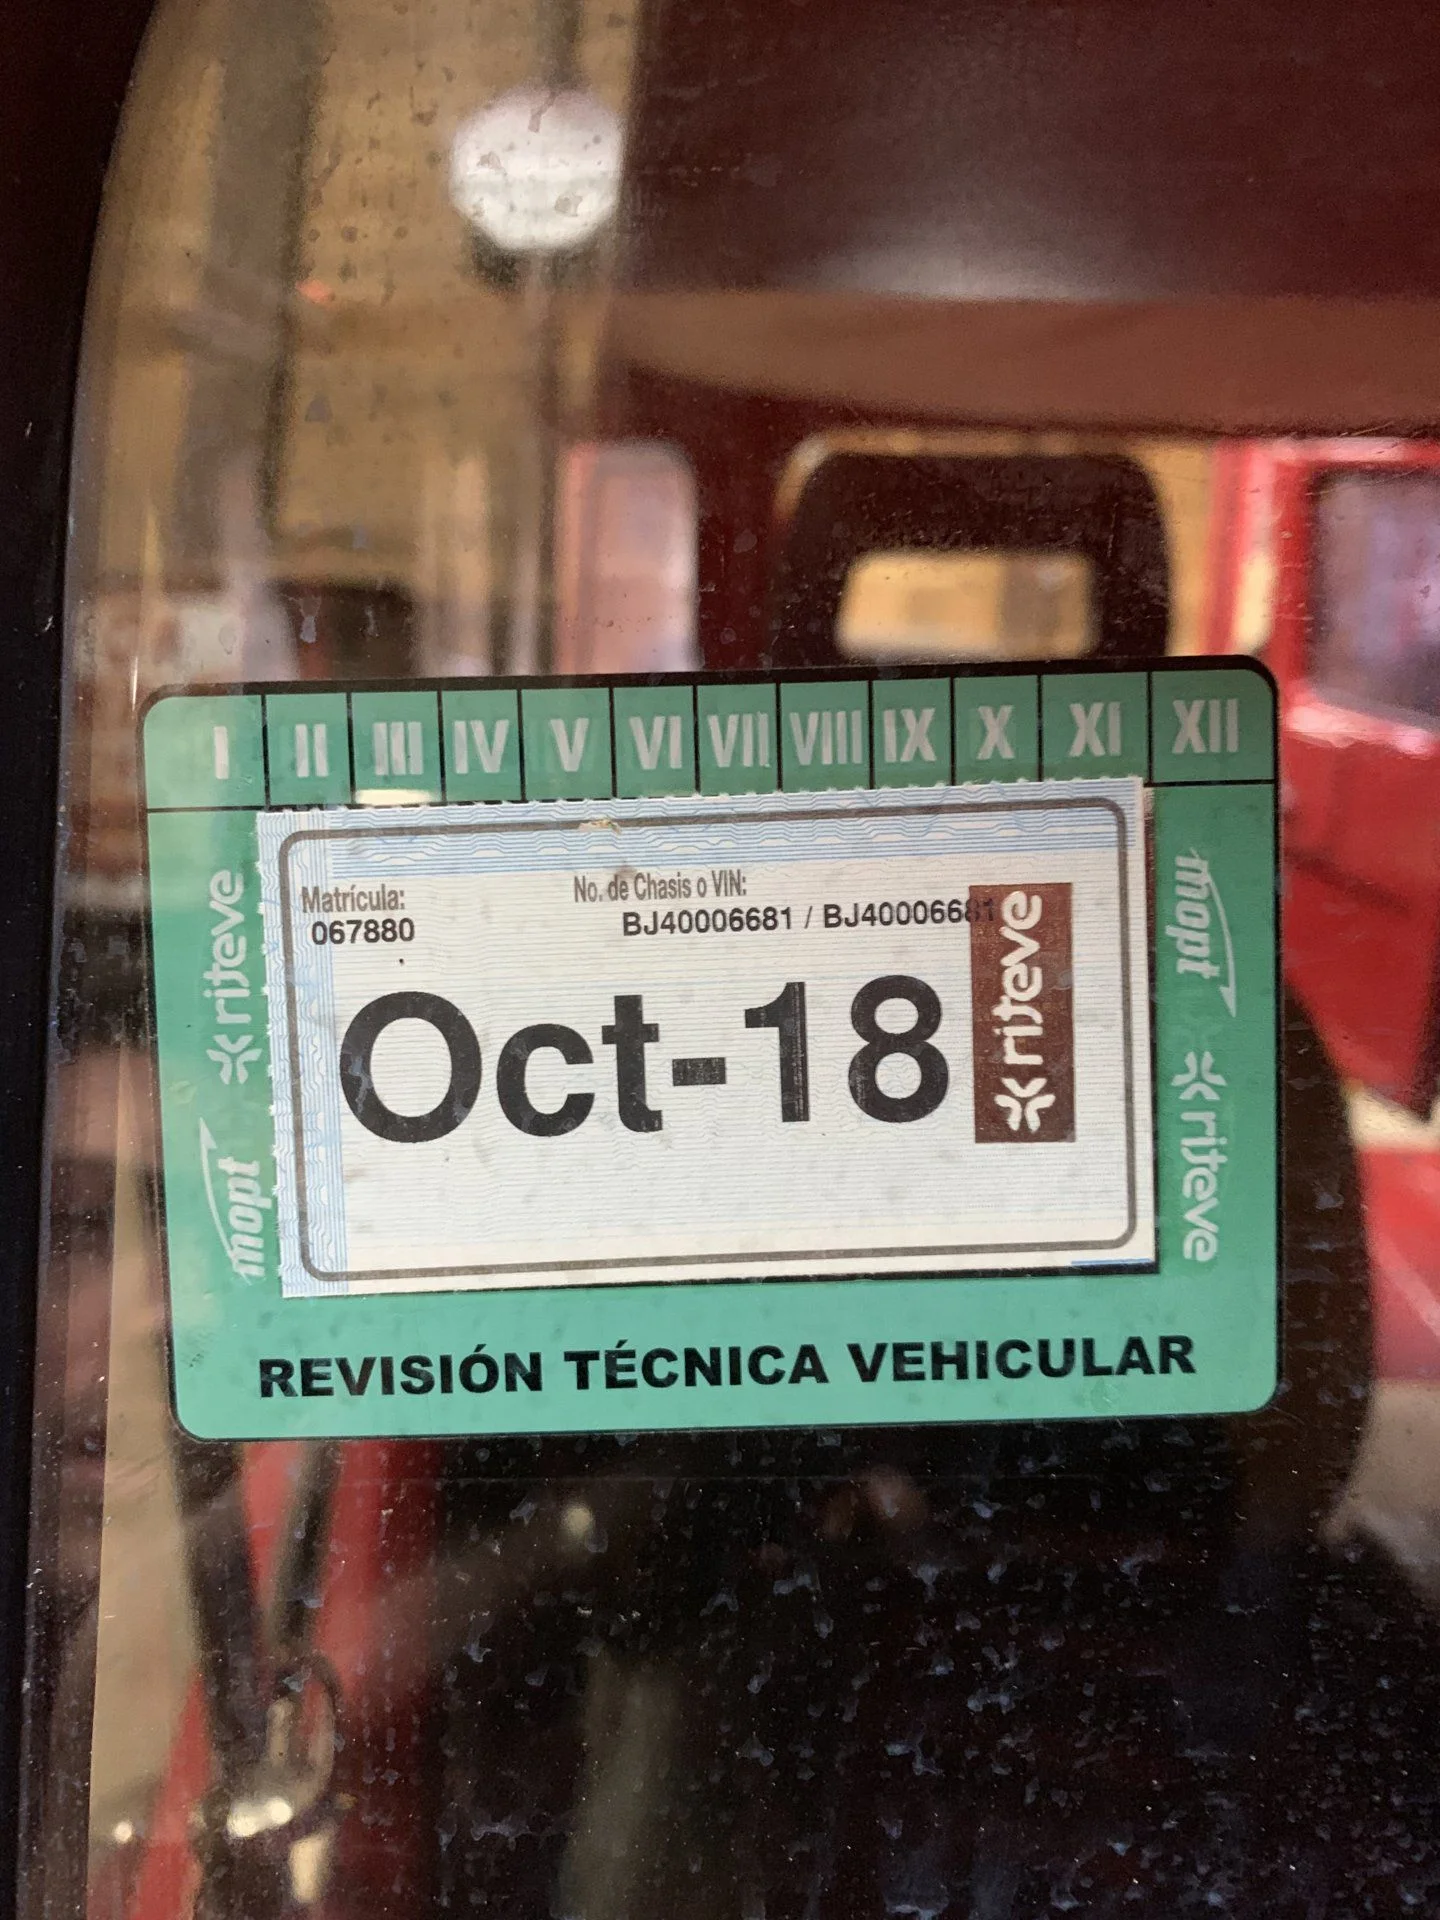 I II III IV V VI VII VIII IX X XI XII
Matrícula:
067880
No. de Chasis o VIN:
BJ40006681 / BJ40006681
Oct-18
riteve
riteve
mopt
mopt
riteve
REVISIÓN TÉCNICA VEHICULAR